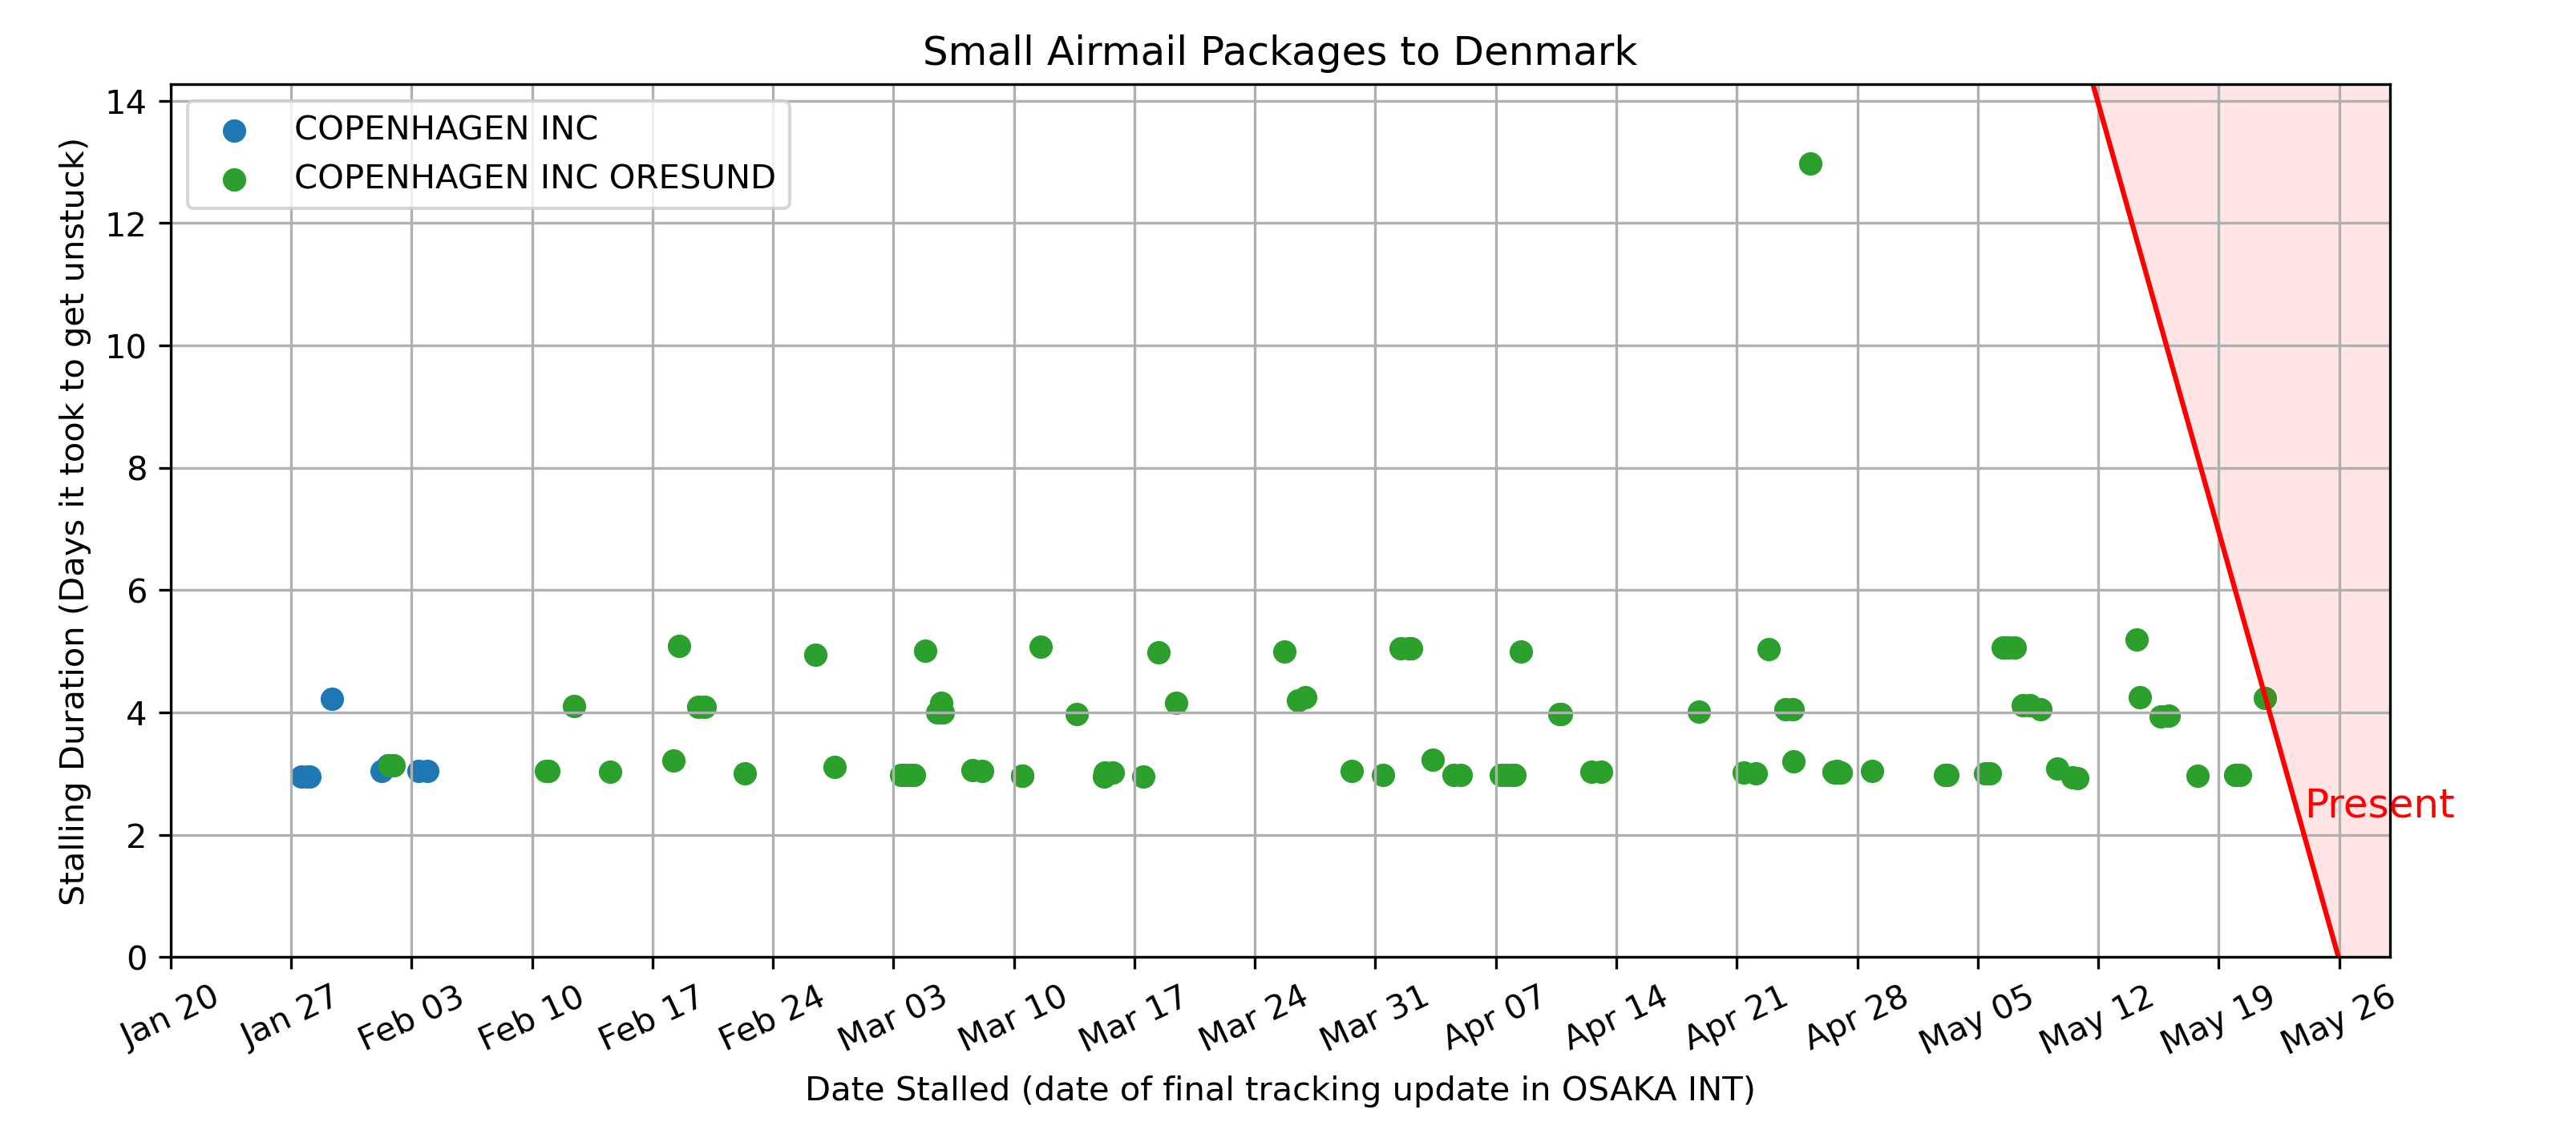 Small Airmail Packages to Denmark
COPENHAGEN INC
COPENHAGEN INC ORESUND
Stalling Duration (Days it took to get unstuck)
14
12
10
8
6
4
2
0
Present
Jan 20
Jan 27
Feb 03
Feb 10
Feb 17
Feb 24
Mar 03
Mar 10
Mar 17
Mar 24
Mar 31
Apr 07
Apr 14
Apr 21
Apr 28
May 05
May 12
May 19
May 26
Date Stalled (date of final tracking update in OSAKA INT)